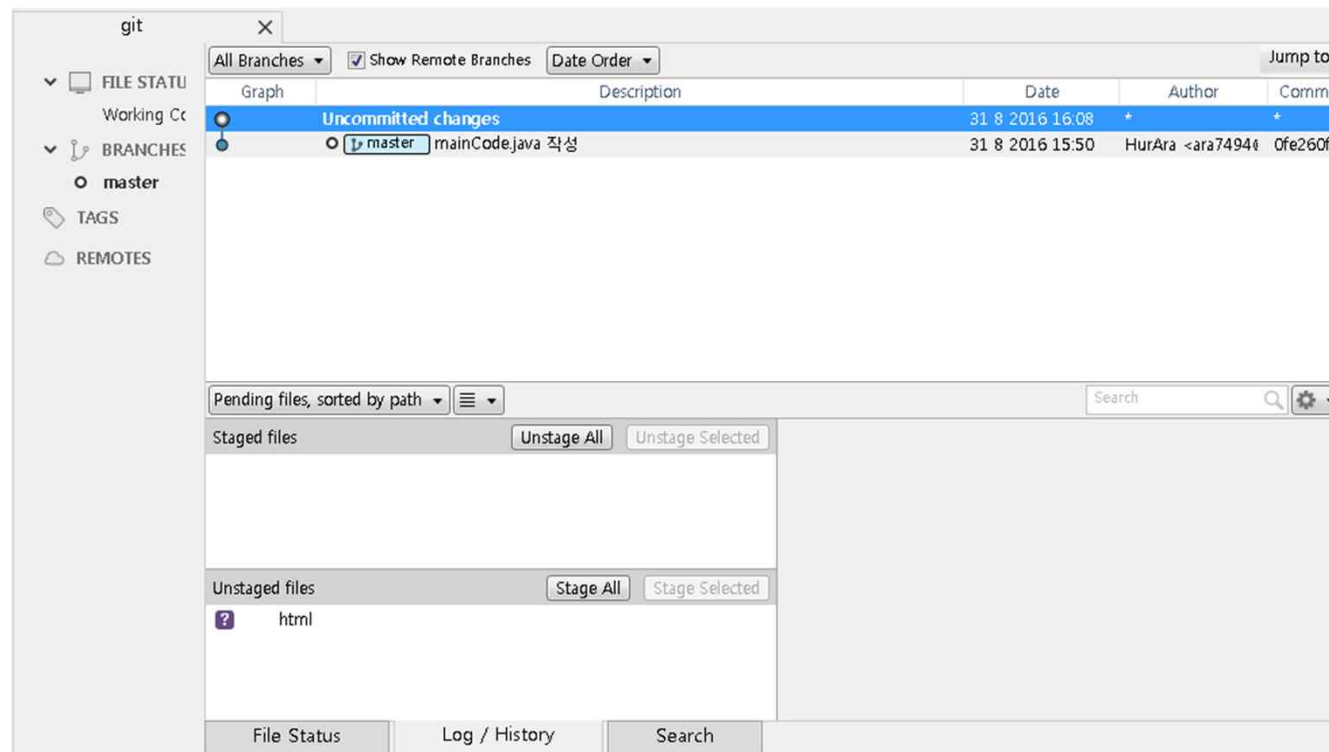 git
FILE STATU
Working Cc
BRANCHES
master
TAGS
REMOTES
All Branches Show Remote Branches Date Order Jump to
Graph Description Date Author Comm
Uncommitted changes 31 8 2016 16:08 * *
master mainCode.java 작성 31 8 2016 15:50 HurAra <ara7494 0fe260f
Pending files, sorted by path Search
Staged files Unstage All Unstage Selected
Unstaged files Stage All Stage Selected
? html
File Status Log / History Search